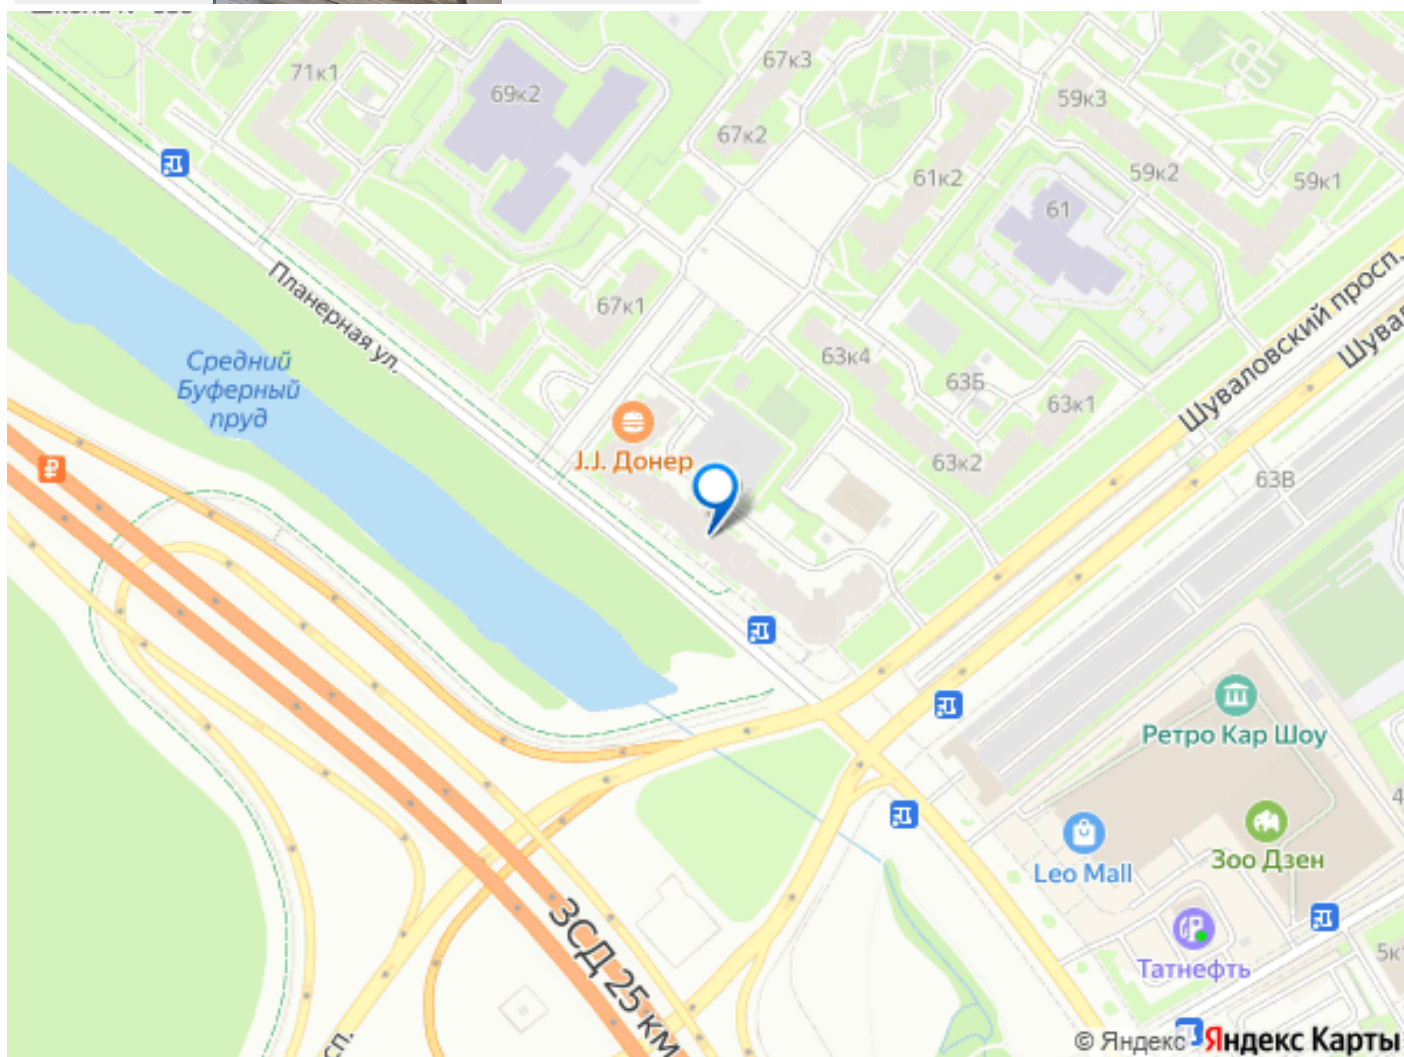 71к1
69к2
67к3
67к2
59к3
61к2
59к2
59к1
61
Планерная ул.
67к1
Шуваловский просп.
Средний
Буферный
пруд
63к4
63Б
63к1
J.J. Донер
63к2
63В
Ретро Кар Шоу
Leo Mall
Зоо Дзен
ЗСД 25 км
Татнефть
© Яндекс
Яндекс Карты